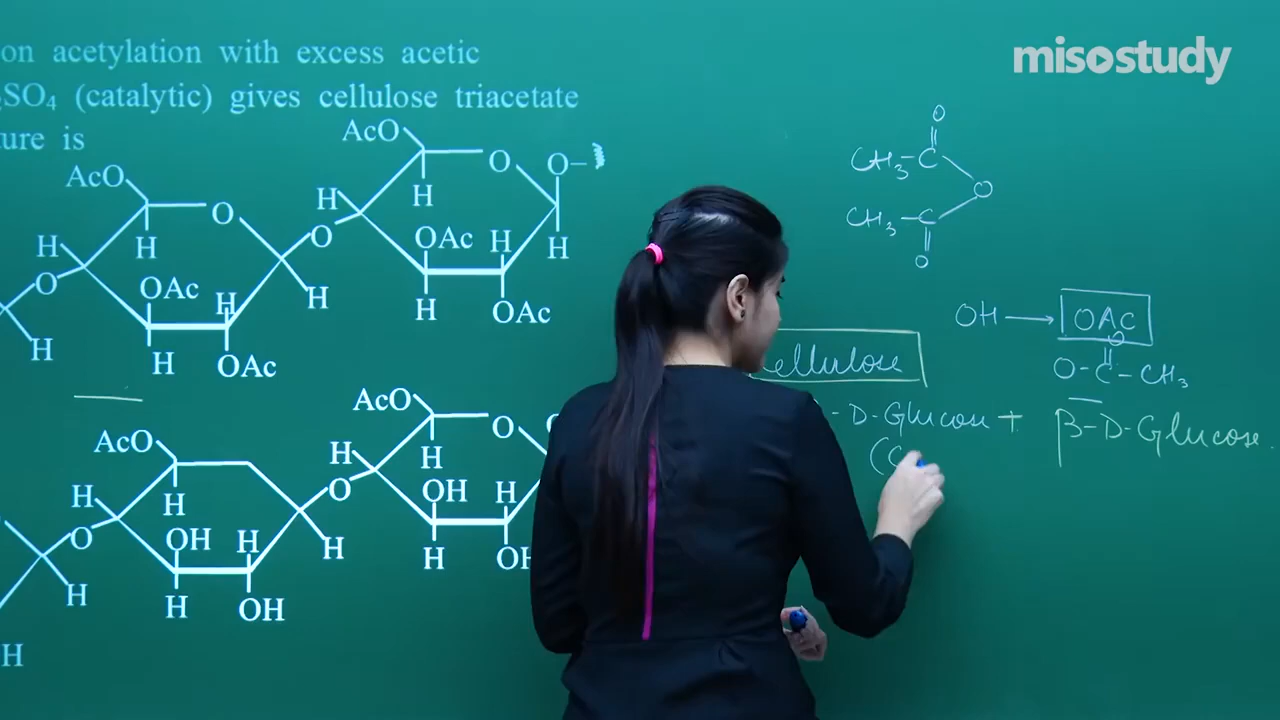 on acetylation with excess acetic
SO₄ (catalytic) gives cellulose triacetate
ture is
misostudy
AcO
O
O
H
H
O
OAc
H
H
H
OAc
AcO
O
H
H
O
OAc
H
H
H
H
OAc
H
AcO
O
H
H
O
OH
H
H
OH
AcO
H
H
O
OH
H
H
H
H
OH
H
O
CH₃-C
O
CH₃-C
O
OH → OAC
O
O-C-CH₃
ellulose
- D-Glucose + β-D-Glucose
(C